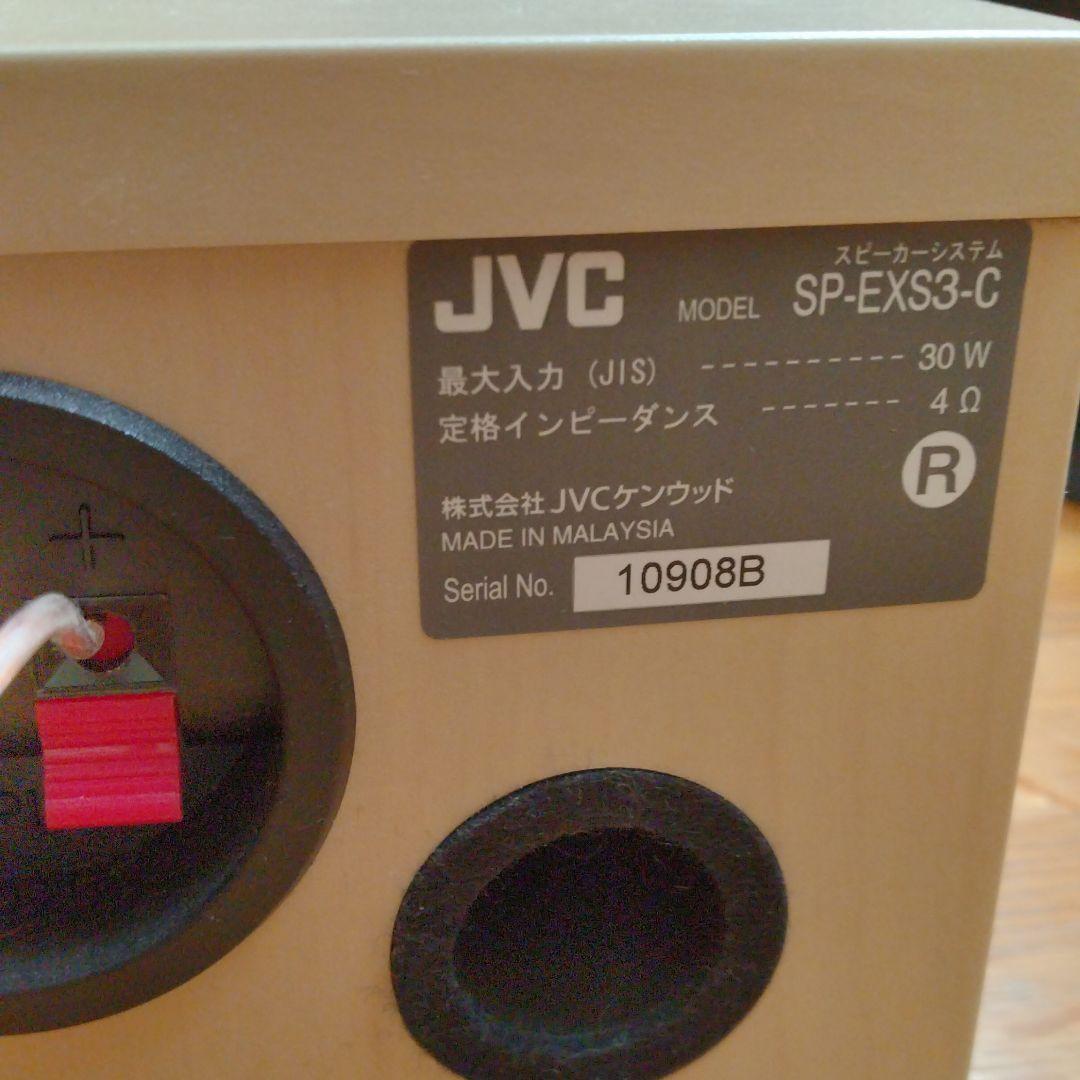 JVC
スピーカーシステム
MODEL SP-EXS3-C
最大入力 (JIS) ---------- 30 W
定格インピーダンス ------- 4 Ω
R
株式会社 JVCケンウッド
MADE IN MALAYSIA
Serial No. 10908B
+